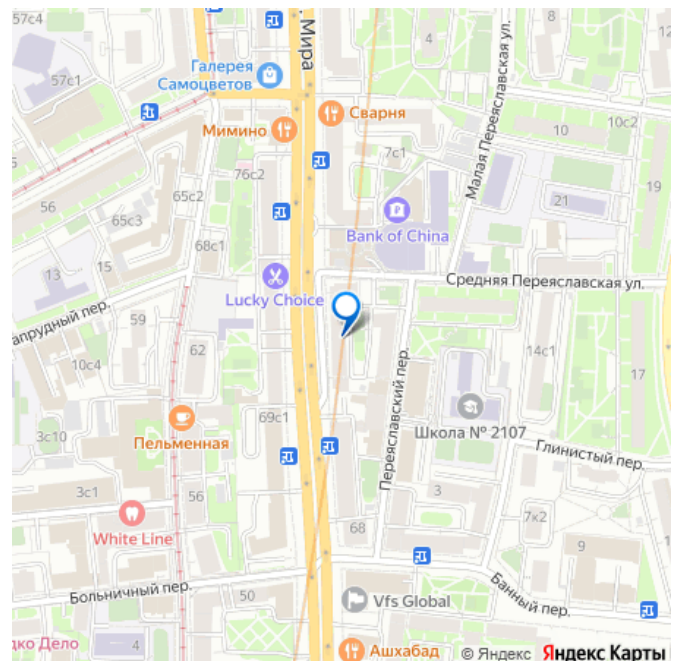 57с4
57с1
. Мира
4
8
12
Малая Переяславская ул.
Галерея
Самоцветов
Сварня
10
10с2
Мимино
7с1
76с2
65с2
56
19
65с3
21
Bank of China
68с1
13
15
Средняя Переяславская ул.
Lucky Choice
апрудный пер.
59
62
10с4
14с1
17
Переяславский пер.
69с1
Школа № 2107
Пельменная
3с10
Глинистый пер.
3с1
56
3
7к2
White Line
68
9
Больничный пер.
50
Банный пер.
Vfs Global
дко Дело
4
Ашхабад
© Яндекс Яндекс Карты